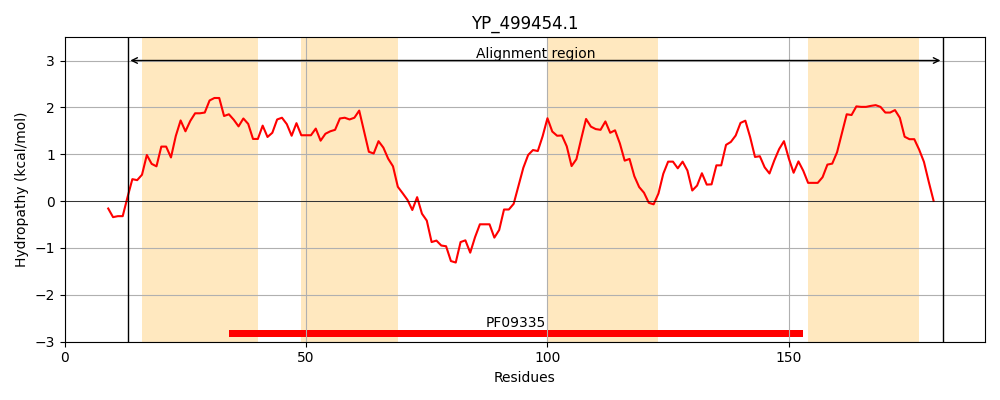 YP_499454.1
Hydropathy (kcal/mol)
3
2
1
0
−1
−2
−3
Alignment region
PF09335
0
50
100
150
Residues